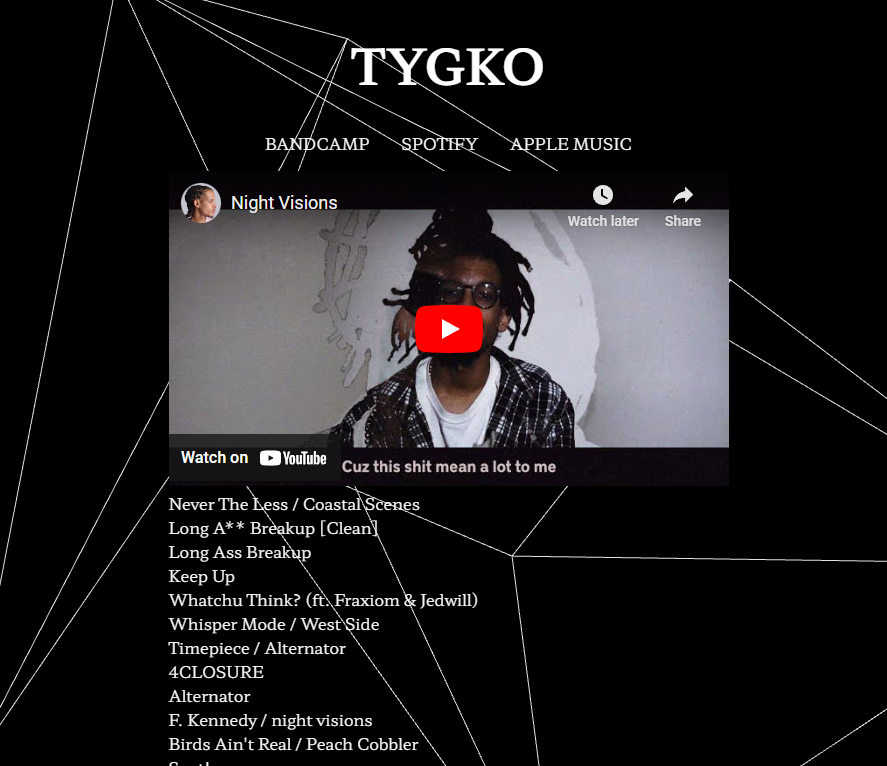 TYGKO
BANDCAMP SPOTIFY APPLE MUSIC
Night Visions
Watch later Share
Watch on YouTube
Cuz this shit mean a lot to me
Never The Less / Coastal Scenes
Long A** Breakup [Clean]
Long Ass Breakup
Keep Up
Whatchu Think? (ft. Fraxiom & Jedwill)
Whisper Mode / West Side
Timepiece / Alternator
4CLOSURE
Alternator
F. Kennedy / night visions
Birds Ain't Real / Peach Cobbler